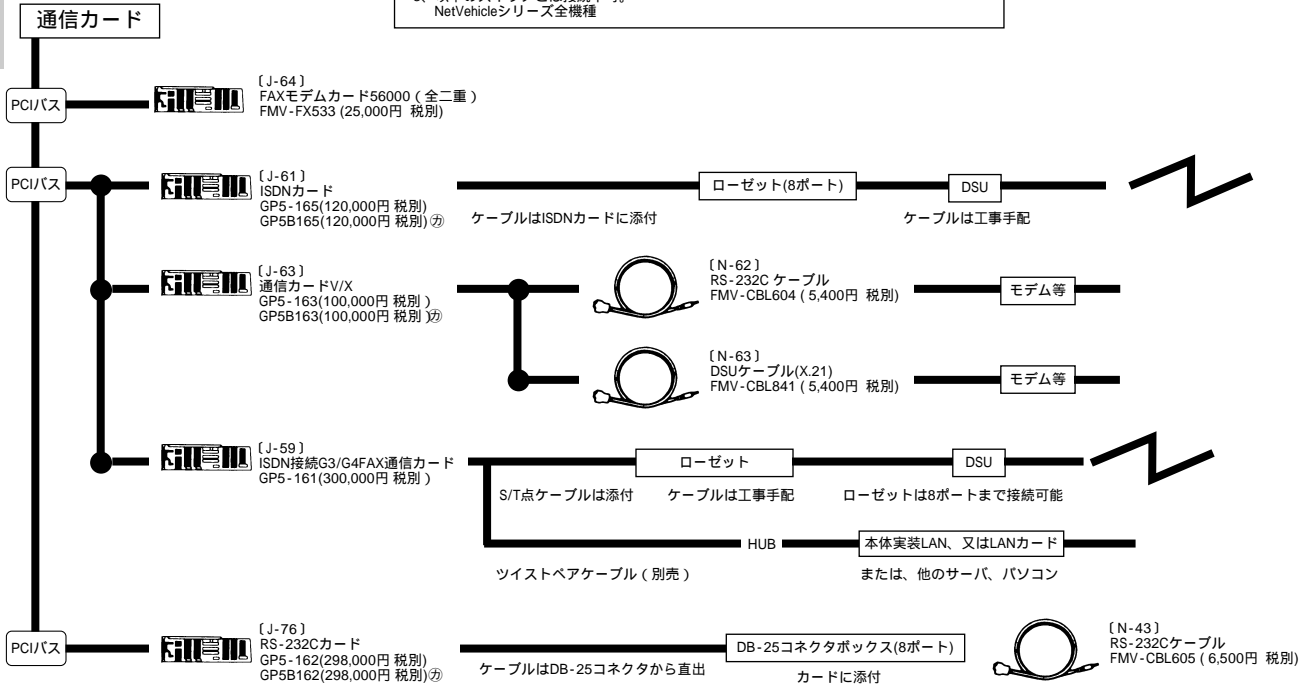 NetVehicleシリーズ全機種
通信カード
PCIバス
〔J-64〕
FAXモデムカード56000(全二重)
FMV-FX533 (25,000円 税別)
PCIバス
〔J-61〕
ISDNカード
GP5-165(120,000円 税別)
GP5B165(120,000円 税別)㋕
ケーブルはISDNカードに添付
ローゼット(8ポート)
DSU
ケーブルは工事手配
〔J-63〕
通信カードV/X
GP5-163(100,000円 税別)
GP5B163(100,000円 税別)㋕
〔N-62〕
RS-232C ケーブル
FMV-CBL604 (5,400円 税別)
モデム等
〔N-63〕
DSUケーブル(X.21)
FMV-CBL841 (5,400円 税別)
モデム等
〔J-59〕
ISDN接続G3/G4FAX通信カード
GP5-161(300,000円 税別)
ローゼット
DSU
S/T点ケーブルは添付
ケーブルは工事手配
ローゼットは8ポートまで接続可能
HUB
本体実装LAN、又はLANカード
ツイストペアケーブル(別売)
または、他のサーバ、パソコン
PCIバス
〔J-76〕
RS-232Cカード
GP5-162(298,000円 税別)
GP5B162(298,000円 税別)㋕
ケーブルはDB-25コネクタから直出
DB-25コネクタボックス(8ポート)
カードに添付
〔N-43〕
RS-232Cケーブル
FMV-CBL605 (6,500円 税別)